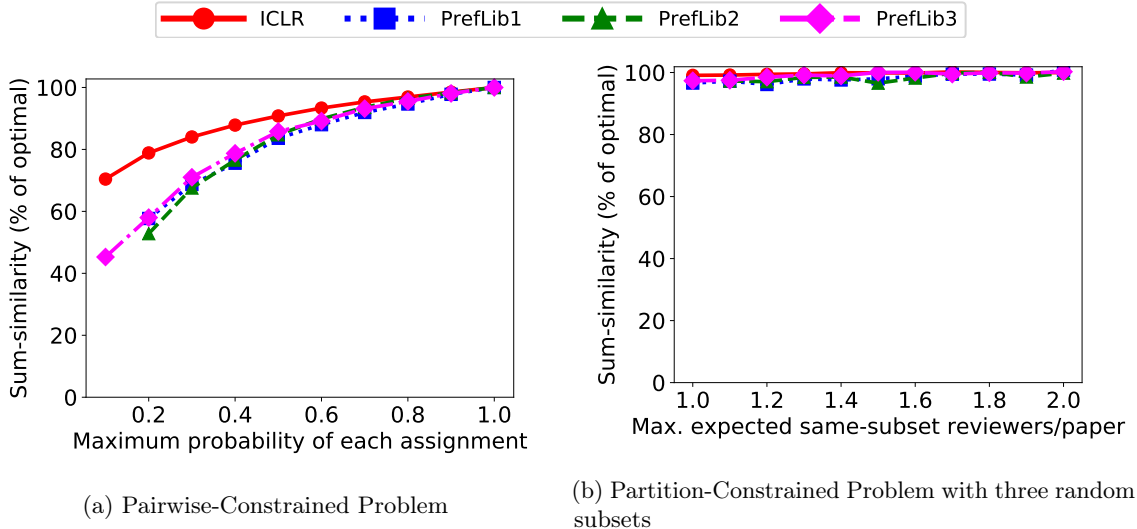 ICLR PrefLib1 PrefLib2 PrefLib3
Sum-similarity (% of optimal)
100
80
60
40
20
0
0.2 0.4 0.6 0.8 1.0
Maximum probability of each assignment
(a) Pairwise-Constrained Problem
Sum-similarity (% of optimal)
100
80
60
40
20
0
1.0 1.2 1.4 1.6 1.8 2.0
Max. expected same-subset reviewers/paper
(b) Partition-Constrained Problem with three random
subsets